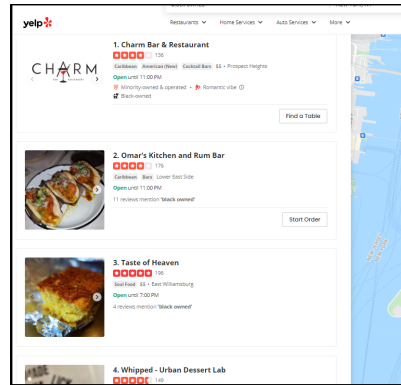 yelp
Restaurants Home Services Auto Services More
1. Charm Bar & Restaurant
136
CHARM
Caribbean American (New) Cocktail Bars $$ • Prospect Heights
Open until 11:00 PM
Minority-owned & operated • Romantic vibe
Black-owned
Find a Table
2. Omar's Kitchen and Rum Bar
176
Caribbean Bars Lower East Side
Open until 11:00 PM
11 reviews mention "black owned"
Start Order
3. Taste of Heaven
196
Soul Food $$ • East Williamsburg
Open until 7:00 PM
4 reviews mention "black owned"
4. Whipped - Urban Dessert Lab
149